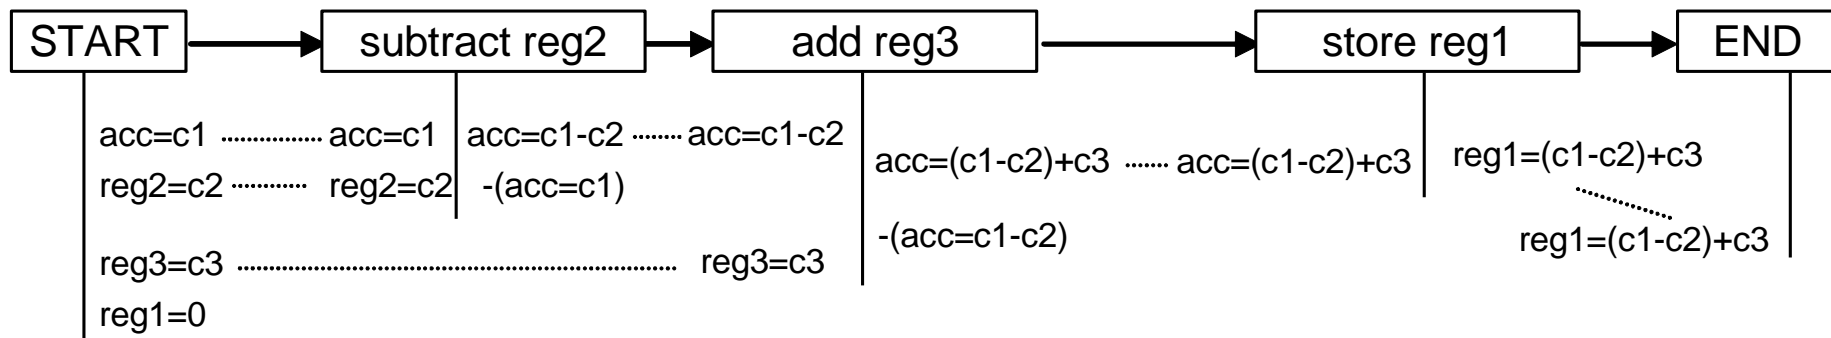 START subtract reg2 add reg3 store reg1 END
acc=c1 acc=c1 acc=c1-c2 acc=c1-c2
acc=(c1-c2)+c3 acc=(c1-c2)+c3 reg1=(c1-c2)+c3
reg2=c2 reg2=c2 -(acc=c1)
-(acc=c1-c2) reg1=(c1-c2)+c3
reg3=c3 reg3=c3
reg1=0